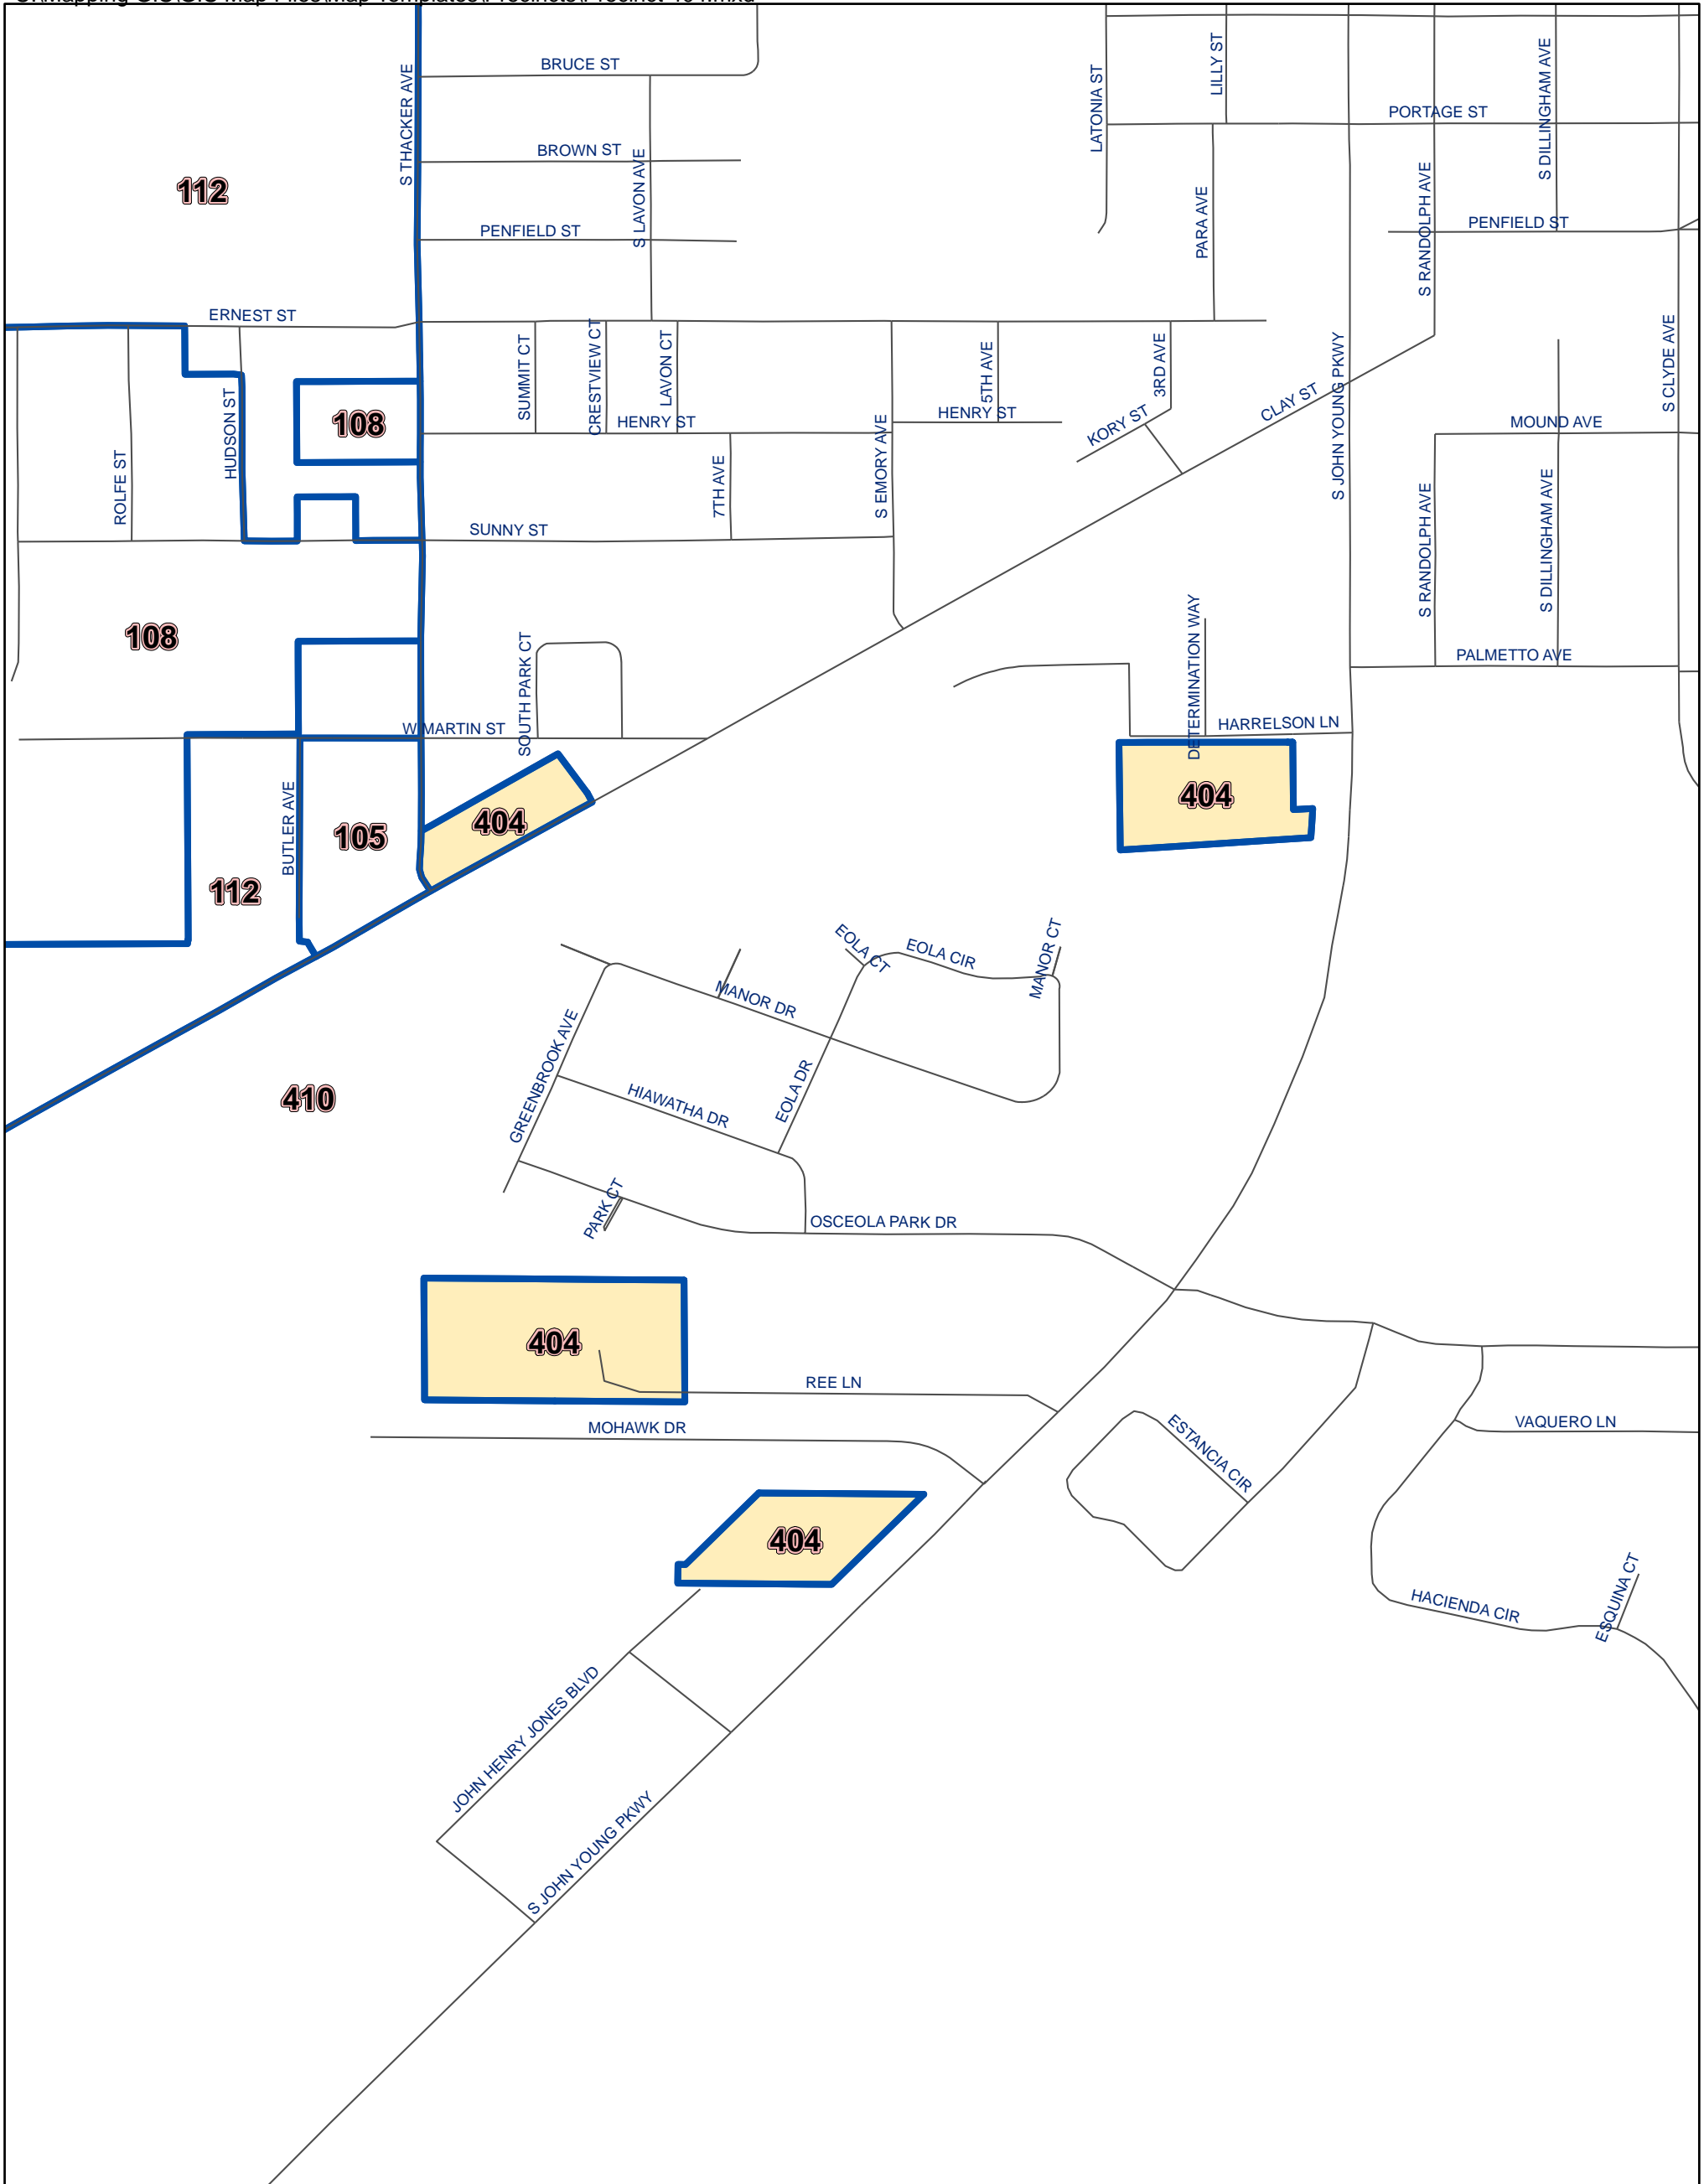 BRUCE ST
S THACKER AVE
LATONIA ST
LILLY ST
S DILLINGHAM AVE
PORTAGE ST
BROWN ST
S LAVON AVE
112
PENFIELD ST
PARA AVE
S RANDOLPH AVE
PENFIELD ST
ERNEST ST
SUMMIT CT
CRESTVIEW CT
LAVON CT
5TH AVE
3RD AVE
S JOHN YOUNG PKWY
S CLYDE AVE
HUDSON ST
108
HENRY ST
HENRY ST
KORY ST
CLAY ST
MOUND AVE
ROLFE ST
7TH AVE
S EMORY AVE
SUNNY ST
S RANDOLPH AVE
S DILLINGHAM AVE
108
SOUTH PARK CT
DETERMINATION WAY
PALMETTO AVE
W MARTIN ST
HARRELSON LN
BUTLER AVE
105
404
404
112
EOLA CT
EOLA CIR
MANOR CT
MANOR DR
GREENBROOK AVE
410
HIAWATHA DR
EOLA DR
PARK CT
OSCEOLA PARK DR
404
REE LN
MOHAWK DR
ESTANCIA CIR
VAQUERO LN
404
HACIENDA CIR
ESQUINA CT
JOHN HENRY JONES BLVD
S JOHN YOUNG PKWY